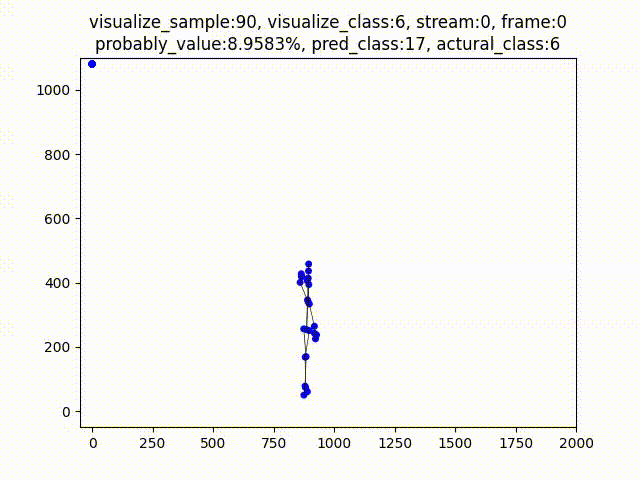 visualize_sample:90, visualize_class:6, stream:0, frame:0
probably_value:8.9583%, pred_class:17, actural_class:6
1000
800
600
400
200
0
0 250 500 750 1000 1250 1500 1750 2000